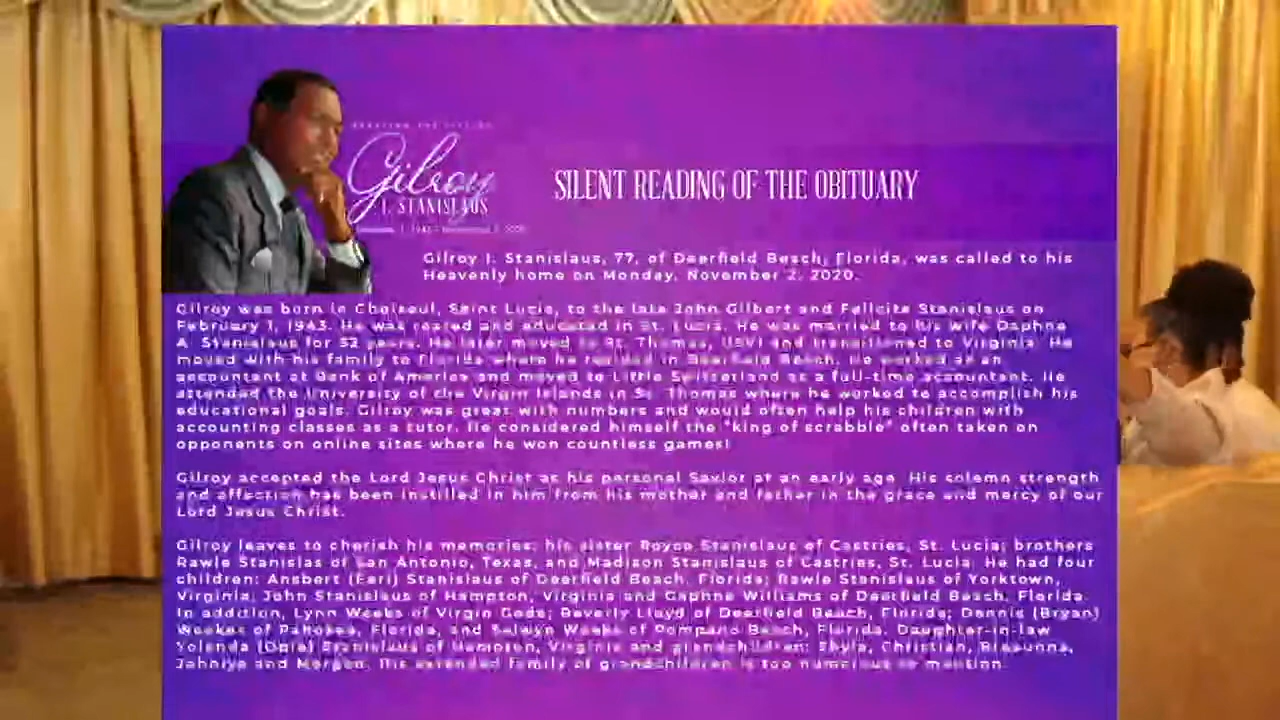 Gilroy
I. STANISLAUS
SILENT READING OF THE OBITUARY
Gilroy I. Stanislaus, 77, of Deerfield Beach, Florida, was called to his
Heavenly home on Monday, November 2, 2020.
Gilroy was born in Choiseul, Saint Lucia, to the late John Gilbert and Felicite Stanislaus on
February 1, 1943. He was reared and educated in St. Lucia. He was married to his wife Daphne
A. Stanislaus for 52 years. He later moved to St. Thomas, USVI and transitioned to Virginia. He
moved with his family to Florida where he resided in Deerfield Beach. He worked as an
accountant at Bank of America and moved to Little Switzerland as a full-time accountant. He
attended the University of the Virgin Islands in St. Thomas where he worked to accomplish his
educational goals. Gilroy was great with numbers and would often help his children with
accounting classes as a tutor. He considered himself the "king of scrabble" often taken on
opponents on online sites where he won countless games!
Gilroy accepted the Lord Jesus Christ as his personal Savior at an early age. His solemn strength
and affection has been instilled in him from his mother and father in the grace and mercy of our
Lord Jesus Christ.
Gilroy leaves to cherish his memories: his sister Royce Stanislaus of Castries, St. Lucia; brothers
Rawle Stanislas of San Antonio, Texas, and Madison Stanislaus of Castries, St. Lucia. He had four
children: Ansbert (Earl) Stanislaus of Deerfield Beach, Florida; Rawle Stanislaus of Yorktown,
Virginia; John Stanislaus of Hampton, Virginia and Daphne Williams of Deerfield Beach, Florida.
In addition, Lynn Weeks of Virgin Goda; Beverly Lloyd of Deerfield Beach, Florida; Dennis (Bryan)
Weekes of Pahokee, Florida, and Selwyn Weeks of Pompano Beach, Florida. Daughter-in-law
Yolanda (Opie) Stanislaus of Hampton, Virginia and grandchildren: Shyla, Christian,
Jahniya and Morgan. His extended family of grandchildren is too numerous to mention.